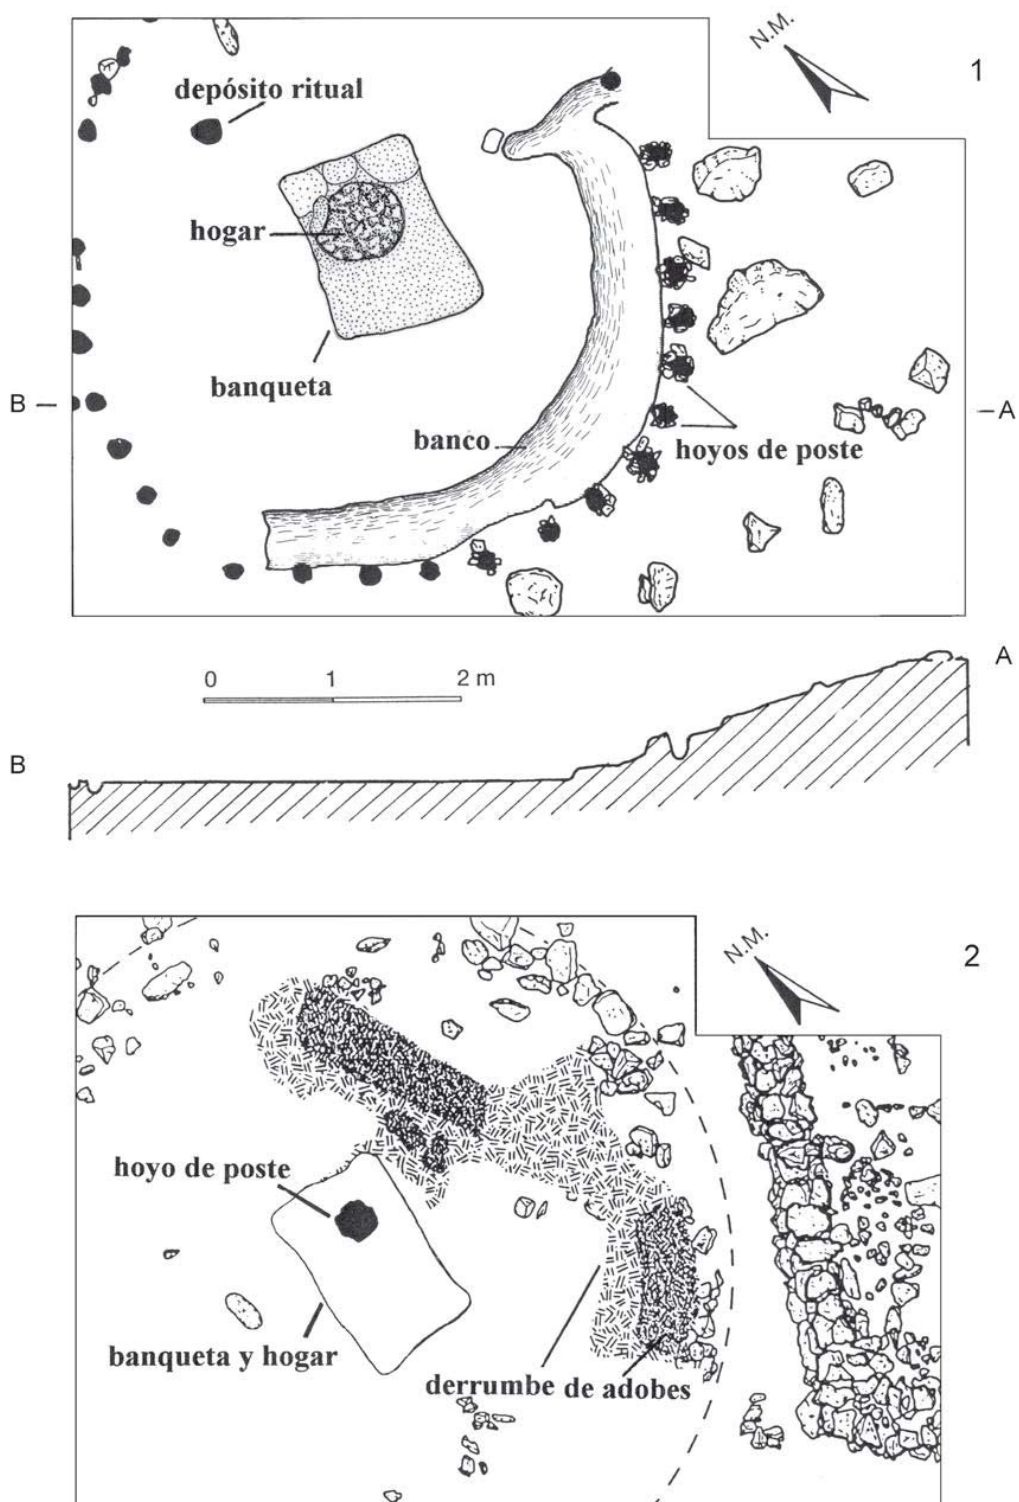 N.M.
1
depósito ritual
hogar
banqueta
B
A
banco
hoyos de poste
0 1 2 m
A
B
N.M.
2
hoyo de poste
banqueta y hogar
derrumbe de adobes